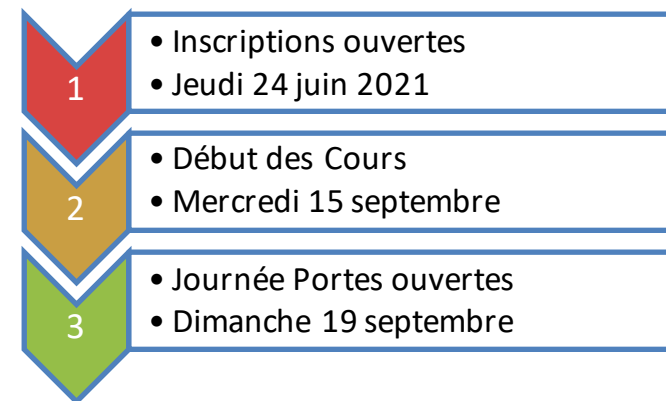 1
• Inscriptions ouvertes
• Jeudi 24 juin 2021
2
• Début des Cours
• Mercredi 15 septembre
3
• Journée Portes ouvertes
• Dimanche 19 septembre